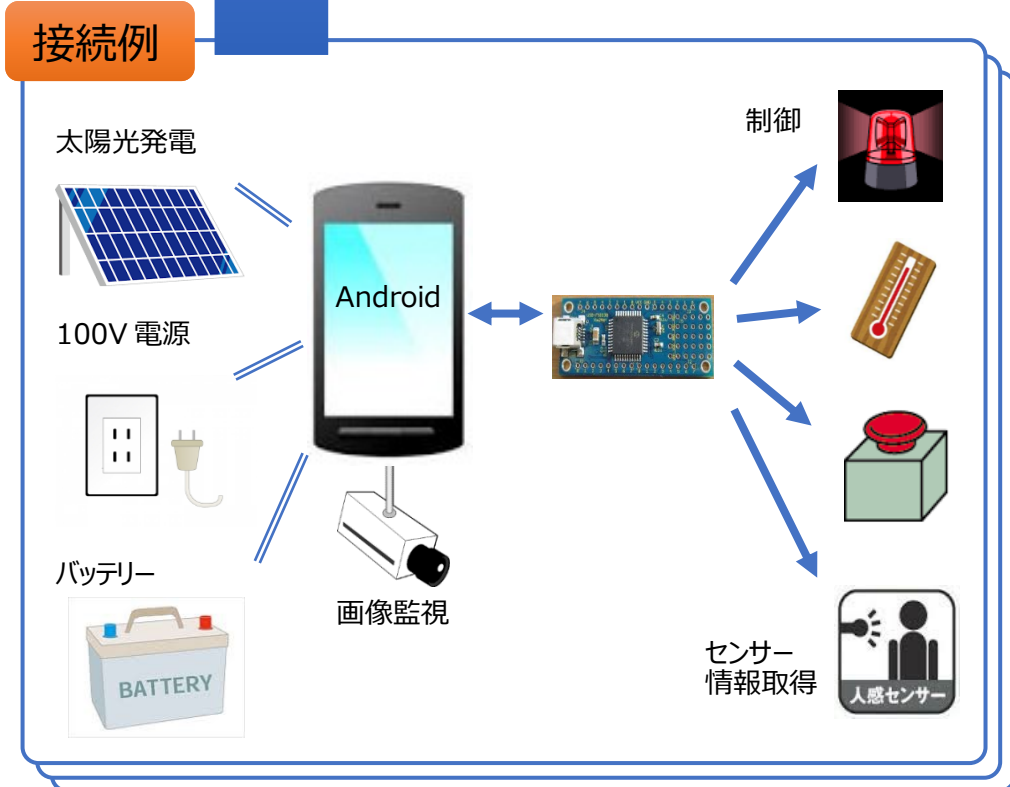 接続例
太陽光発電
制御
Android
100V 電源
バッテリー
画像監視
BATTERY
センサー
情報取得
人感センサー